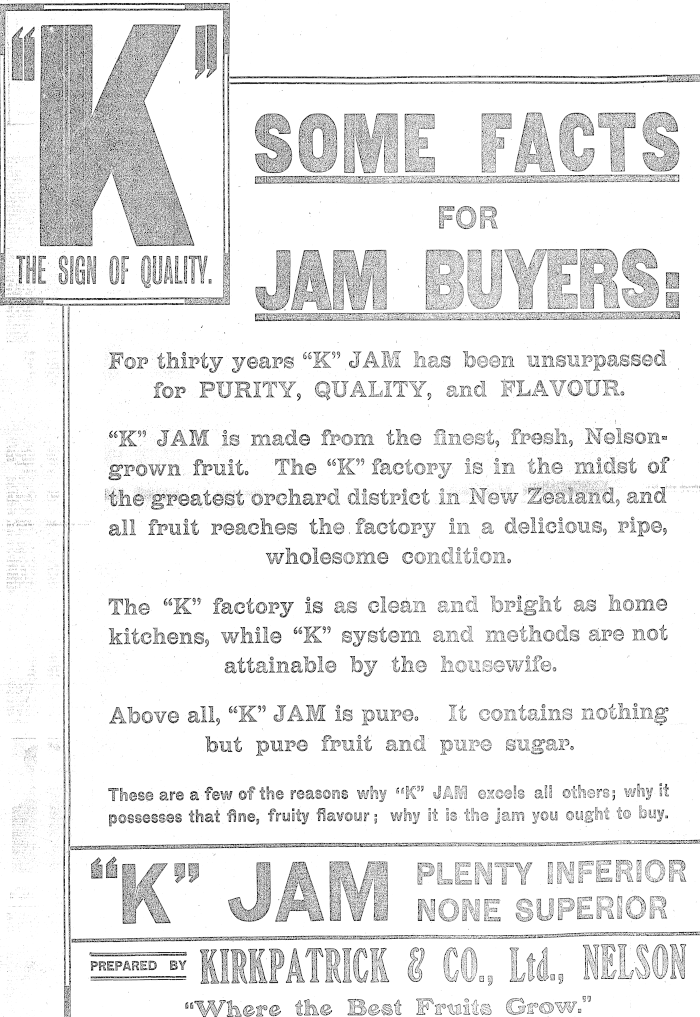 "K"
THE SIGN OF QUALITY.
SOME FACTS
FOR
JAM BUYERS:
For thirty years "K" JAM has been unsurpassed
for PURITY, QUALITY, and FLAVOUR.
"K" JAM is made from the finest, fresh, Nelson-
grown fruit. The "K" factory is in the midst of
the greatest orchard district in New Zealand, and
all fruit reaches the factory in a delicious, ripe,
wholesome condition.
The "K" factory is as clean and bright as home
kitchens, while "K" system and methods are not
attainable by the housewife.
Above all, "K" JAM is pure. It contains nothing
but pure fruit and pure sugar.
These are a few of the reasons why "K" JAM excels all others; why it
possesses that fine, fruity flavour; why it is the jam you ought to buy.
"K" JAM PLENTY INFERIOR
NONE SUPERIOR
PREPARED BY KIRKPATRICK & CO., Ltd., NELSON
"Where the Best Fruits Grow."